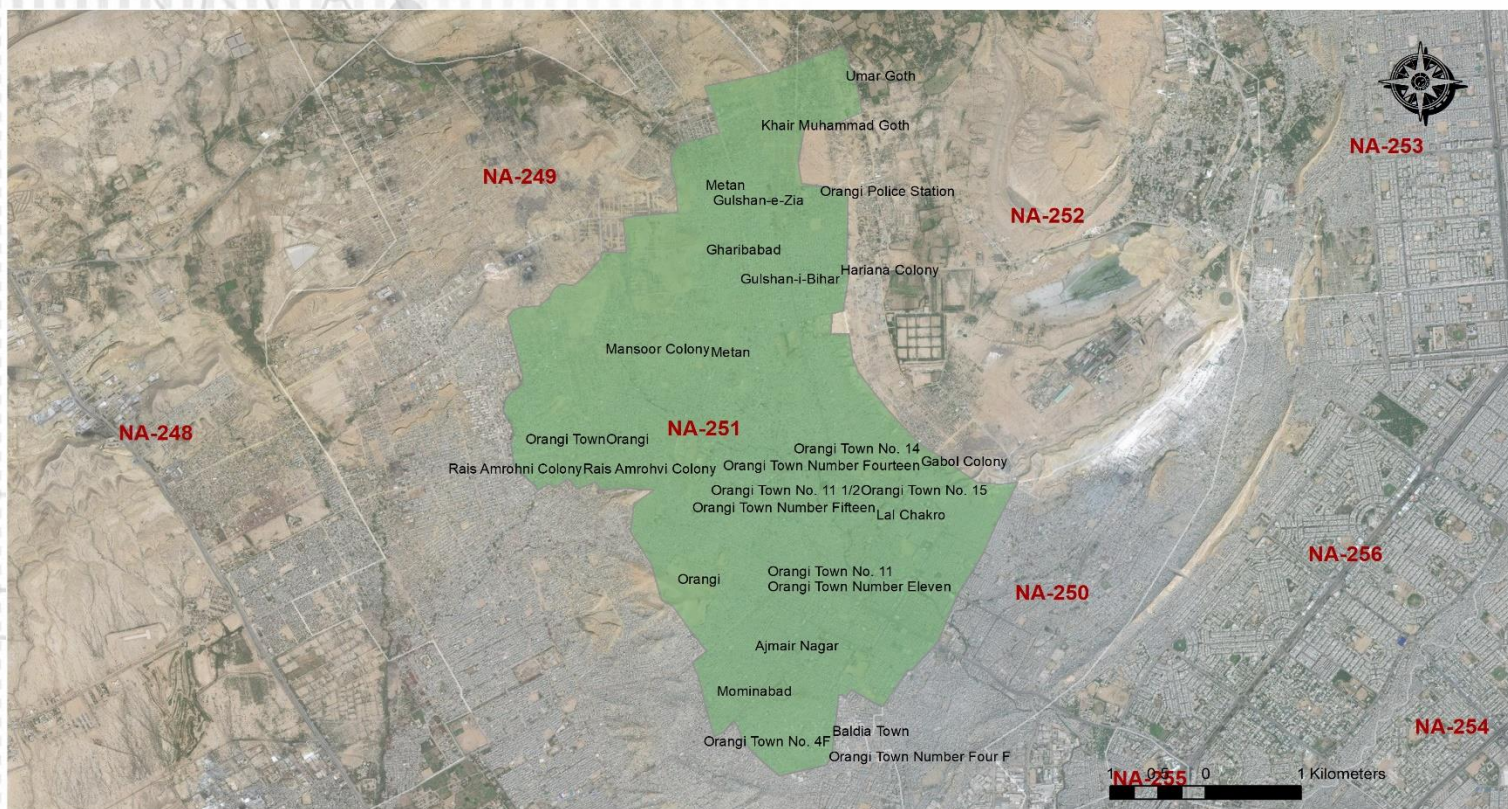 Umar Goth
Khair Muhammad Goth
NA-253
NA-249
Metan
Orangi Police Station
Gulshan-e-Zia
NA-252
Gharibabad
Hariana Colony
Gulshan-i-Bihar
Mansoor Colony Metan
NA-251
NA-248
Orangi Town Orangi
Orangi Town No. 14
Gabol Colony
Rais Amrohni Colony Rais Amrohvi Colony
Orangi Town Number Fourteen
Orangi Town No. 11 1/2 Orangi Town No. 15
Orangi Town Number Fifteen
Lal Chakro
NA-256
Orangi Town No. 11
Orangi
Orangi Town Number Eleven
NA-250
Ajmair Nagar
Mominabad
NA-254
Baldia Town
Orangi Town No. 4F
Orangi Town Number Four F
1 0.5 0 1 Kilometers
NA-255